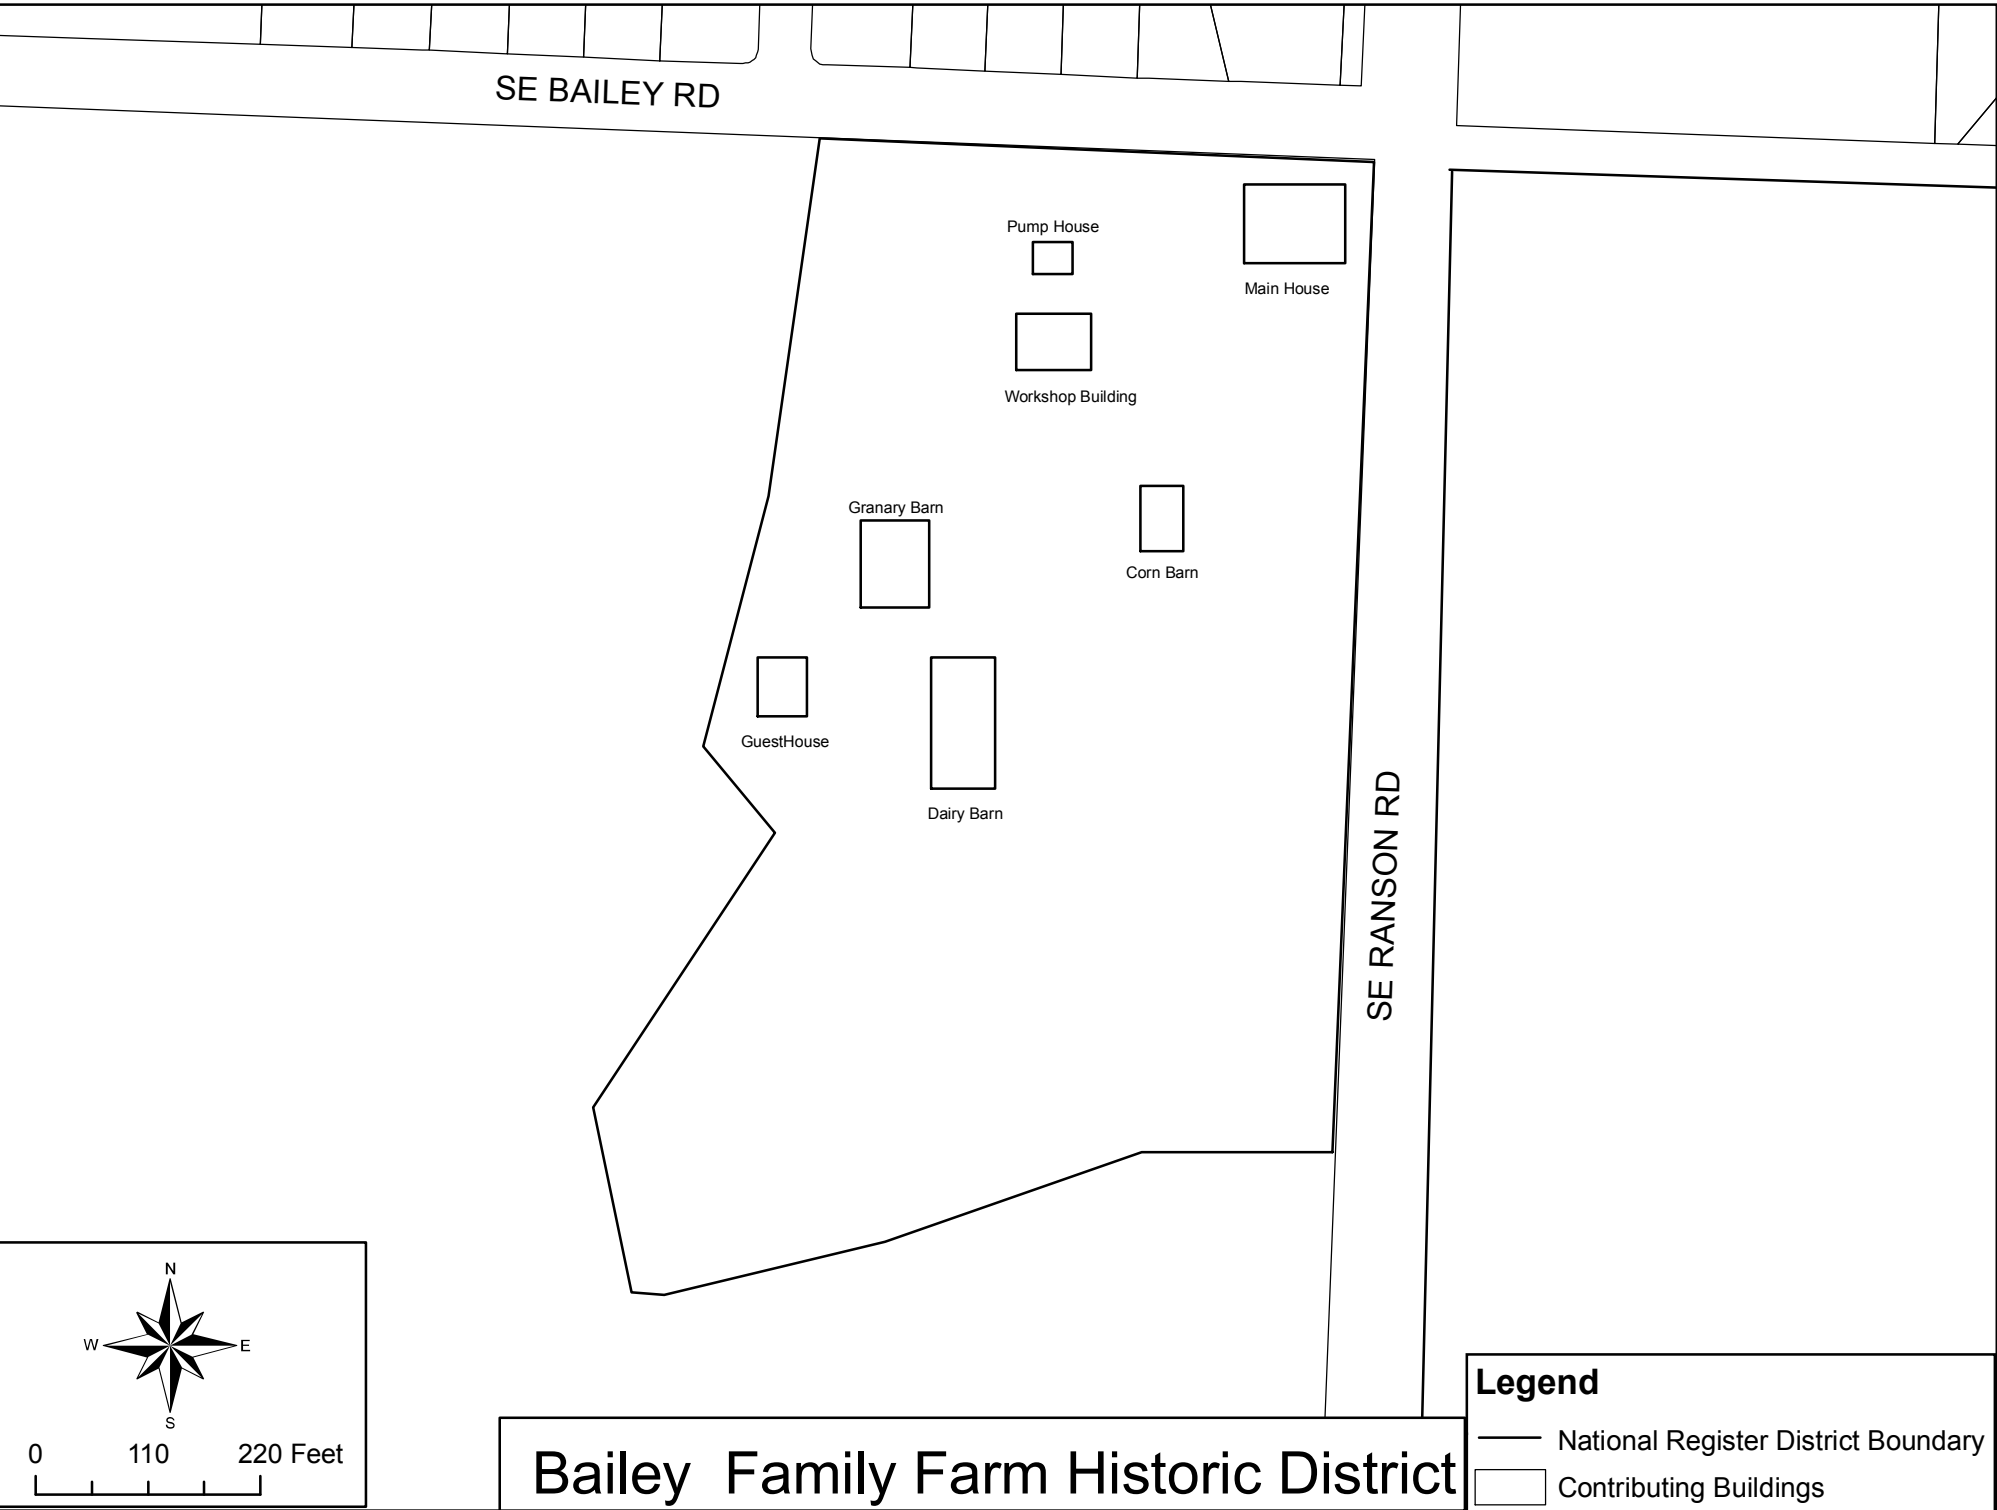 SE BAILEY RD
Pump House
Main House
Workshop Building
Granary Barn
Corn Barn
GuestHouse
Dairy Barn
SE RANSON RD
N
W E
S
0 110 220 Feet
Bailey Family Farm Historic District
Legend
National Register District Boundary
Contributing Buildings